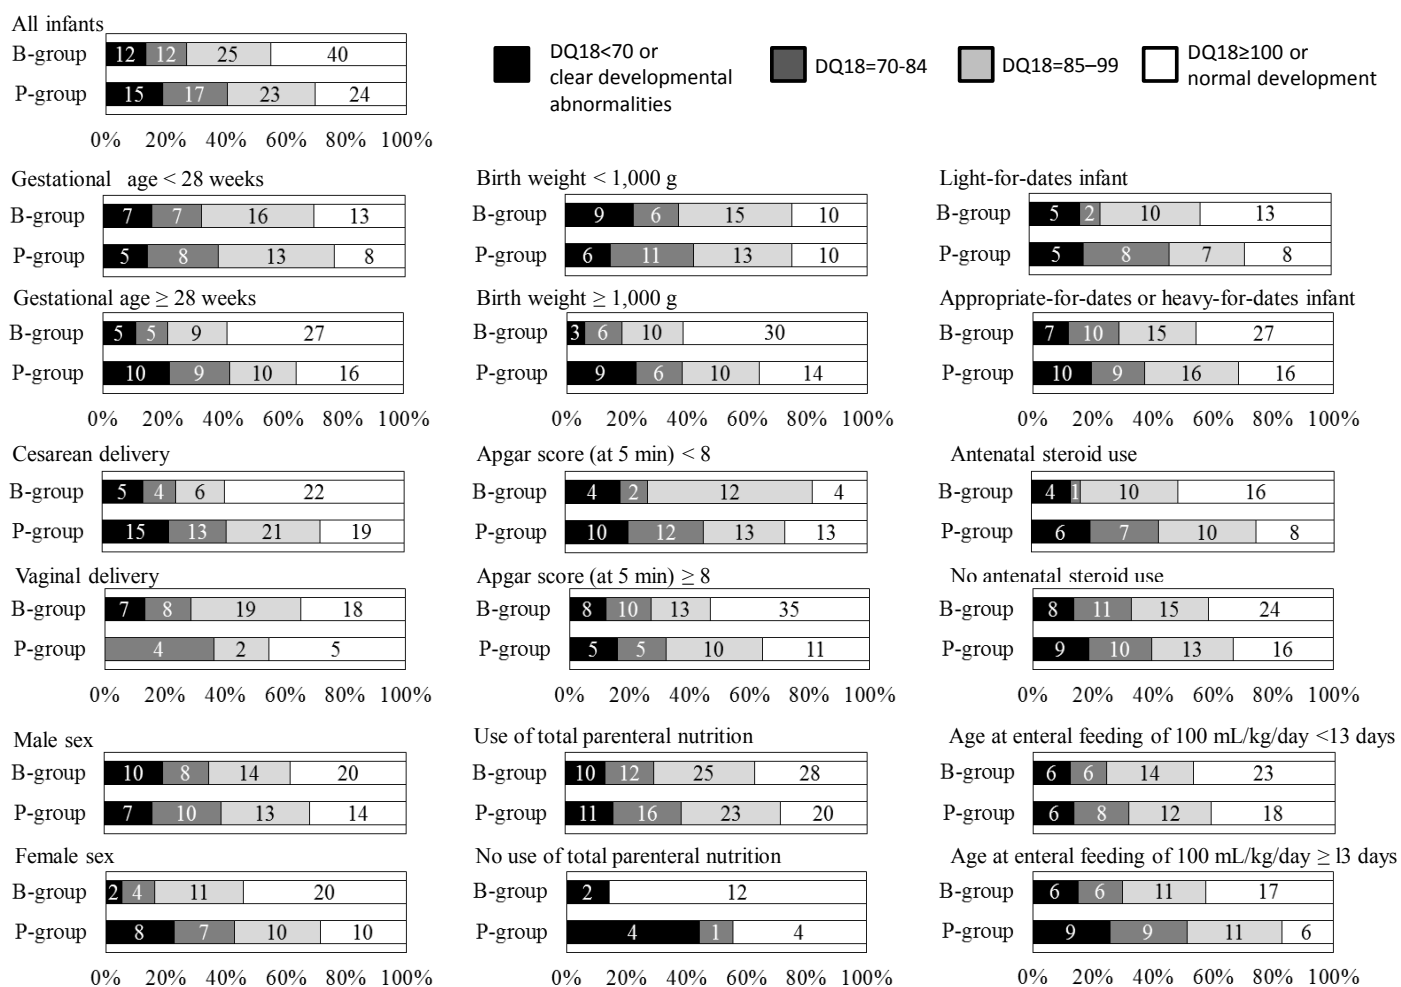 All infants
B-group 12 12 25 40
P-group 15 17 23 24
0% 20% 40% 60% 80% 100%
DQ18<70 or
clear developmental
abnormalities
DQ18=70-84
DQ18=85–99
DQ18≥100 or
normal development
Gestational age < 28 weeks
B-group 7 7 16 13
P-group 5 8 13 8
Gestational age ≥ 28 weeks
B-group 5 5 9 27
P-group 10 9 10 16
0% 20% 40% 60% 80% 100%
Birth weight < 1,000 g
B-group 9 6 15 10
P-group 6 11 13 10
Birth weight ≥ 1,000 g
B-group 3 6 10 30
P-group 9 6 10 14
0% 20% 40% 60% 80% 100%
Light-for-dates infant
B-group 5 2 10 13
P-group 5 8 7 8
Appropriate-for-dates or heavy-for-dates infant
B-group 7 10 15 27
P-group 10 9 16 16
0% 20% 40% 60% 80% 100%
Cesarean delivery
B-group 5 4 6 22
P-group 15 13 21 19
Vaginal delivery
B-group 7 8 19 18
P-group 4 2 5
0% 20% 40% 60% 80% 100%
Apgar score (at 5 min) < 8
B-group 4 2 12 4
P-group 10 12 13 13
Apgar score (at 5 min) ≥ 8
B-group 8 10 13 35
P-group 5 5 10 11
0% 20% 40% 60% 80% 100%
Antenatal steroid use
B-group 4 1 10 16
P-group 6 7 10 8
No antenatal steroid use
B-group 8 11 15 24
P-group 9 10 13 16
0% 20% 40% 60% 80% 100%
Male sex
B-group 10 8 14 20
P-group 7 10 13 14
Female sex
B-group 2 4 11 20
P-group 8 7 10 10
0% 20% 40% 60% 80% 100%
Use of total parenteral nutrition
B-group 10 12 25 28
P-group 11 16 23 20
No use of total parenteral nutrition
B-group 2 12
P-group 4 1 4
0% 20% 40% 60% 80% 100%
Age at enteral feeding of 100 mL/kg/day <13 days
B-group 6 6 14 23
P-group 6 8 12 18
Age at enteral feeding of 100 mL/kg/day ≥ l3 days
B-group 6 6 11 17
P-group 9 9 11 6
0% 20% 40% 60% 80% 100%